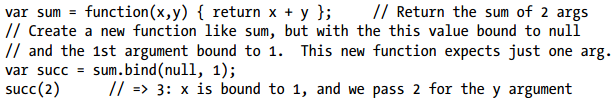 var sum = function(x,y) { return x + y };    // Return the sum of 2 args
// Create a new function like sum, but with the this value bound to null
// and the 1st argument bound to 1.  This new function expects just one arg.
var succ = sum.bind(null, 1);
succ(2)      // => 3: x is bound to 1, and we pass 2 for the y argument